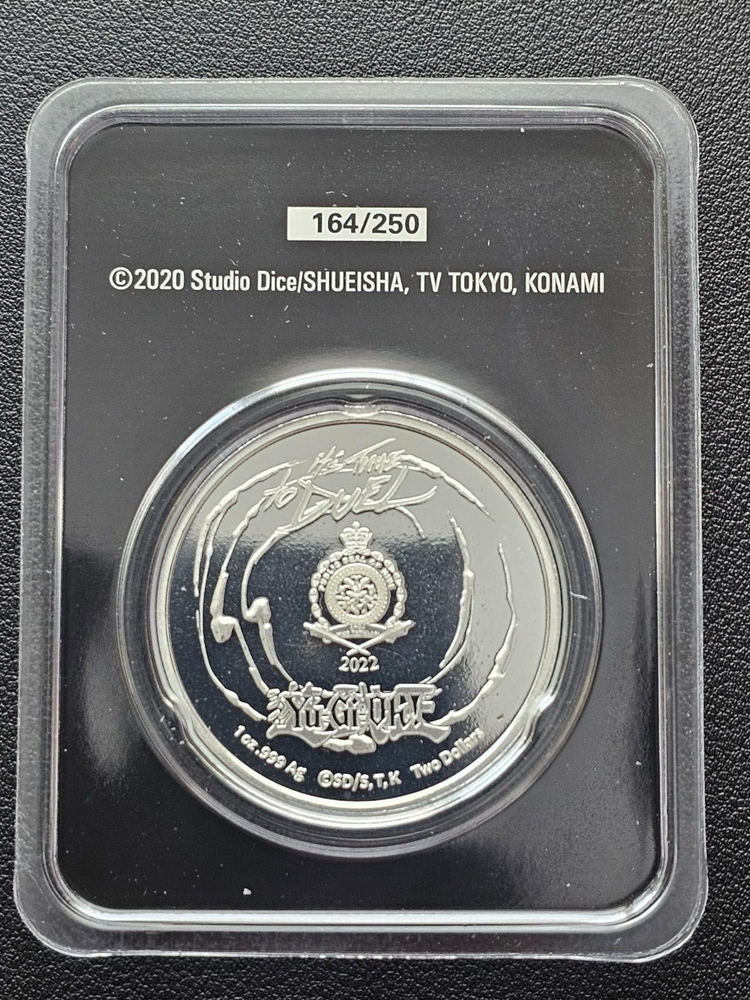 164/250
©2020 Studio Dice/SHUEISHA, TV TOKYO, KONAMI
it's TIME
to DUEL
2022
Yu-Gi-Oh!
1 oz .999 Ag ©SD/S,T,K Two Dollars